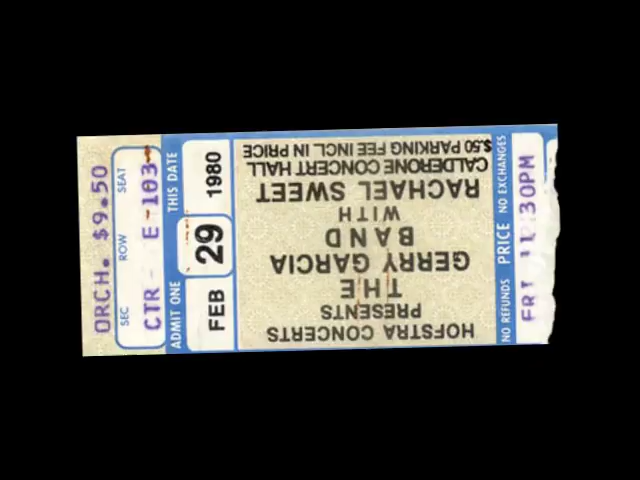 HOFSTRA CONCERTS
PRESENTS
THE
GERRY GARCIA
BAND
WITH
RACHAEL SWEET
CALDERONE CONCERT HALL
$.50 PARKING FEE INCL. IN PRICE
ORCH. $9.50
SEC ROW SEAT
CTR E-103
ADMIT ONE THIS DATE
FEB 29 1980
NO REFUNDS PRICE NO EXCHANGES
FRI 11:30PM